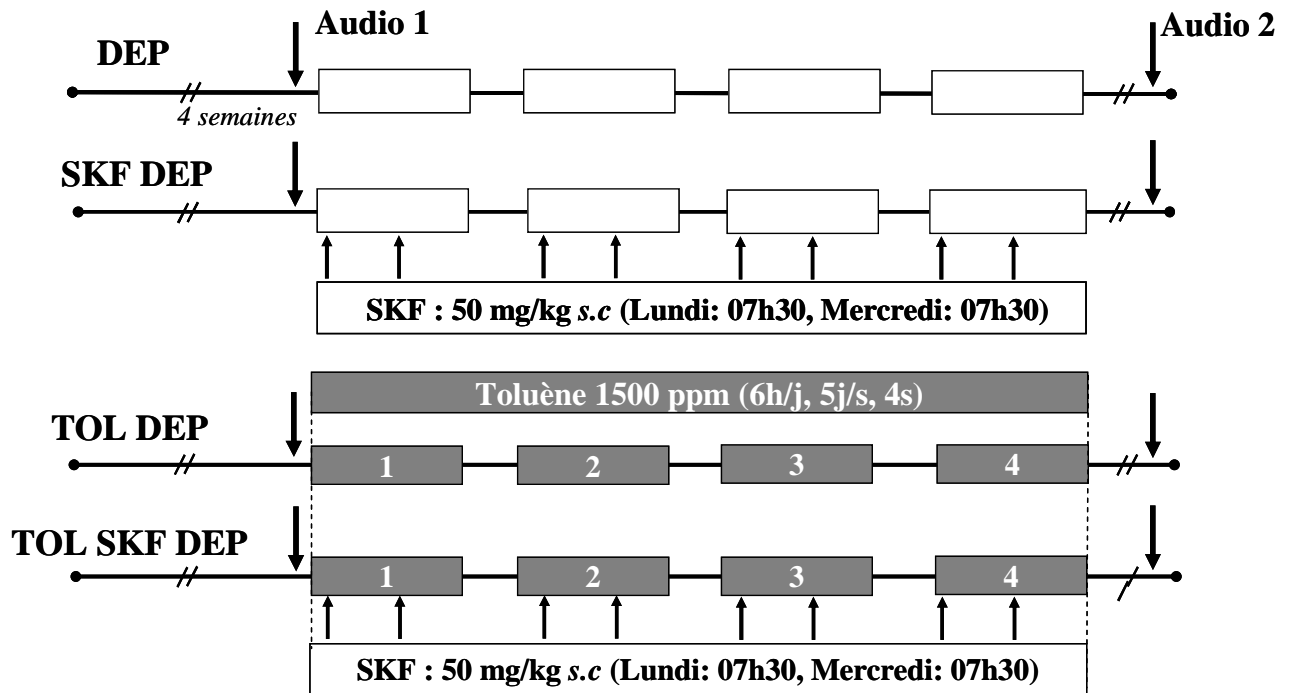 Audio 1
Audio 2
DEP
4 semaines
SKF DEP
SKF : 50 mg/kg s.c (Lundi: 07h30, Mercredi: 07h30)
Toluène 1500 ppm (6h/j, 5j/s, 4s)
TOL DEP
1 2 3 4
TOL SKF DEP
1 2 3 4
SKF : 50 mg/kg s.c (Lundi: 07h30, Mercredi: 07h30)